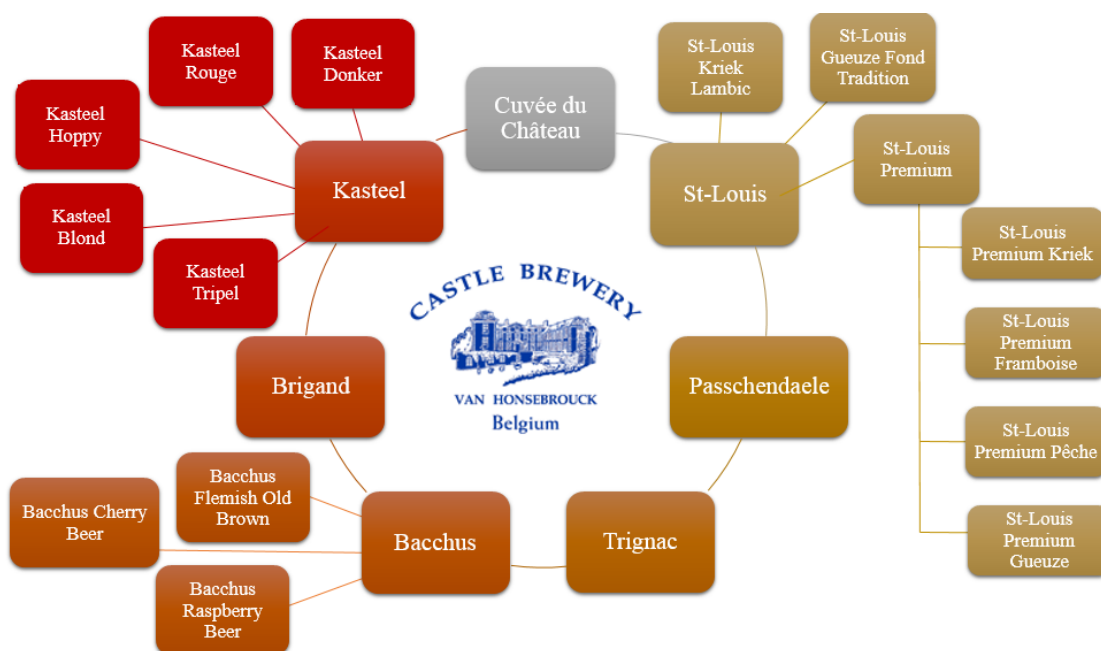 Kasteel
Rouge
Kasteel
Donker
Kasteel
Hoppy
Kasteel
Blond
Kasteel
Tripel
Kasteel
Cuvée du
Château
St-Louis
Kriek
Lambic
St-Louis
Gueuze Fond
Tradition
St-Louis
St-Louis
Premium
St-Louis
Premium Kriek
St-Louis
Premium
Framboise
St-Louis
Premium Pêche
St-Louis
Premium
Gueuze
CASTLE BREWERY
VAN HONSEBROUCK
Belgium
Brigand
Passchendaele
Bacchus
Flemish Old
Brown
Bacchus Cherry
Beer
Bacchus
Raspberry
Beer
Bacchus
Trignac